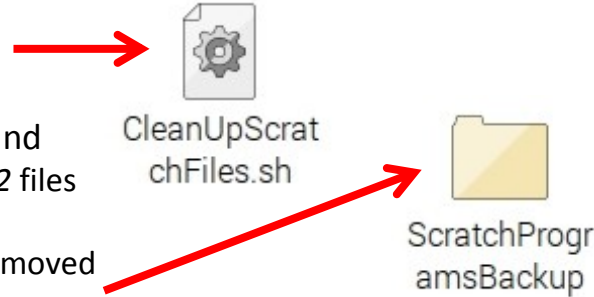 nd
2 files
moved
CleanUpScrat
chFiles.sh
ScratchProgr
amsBackup